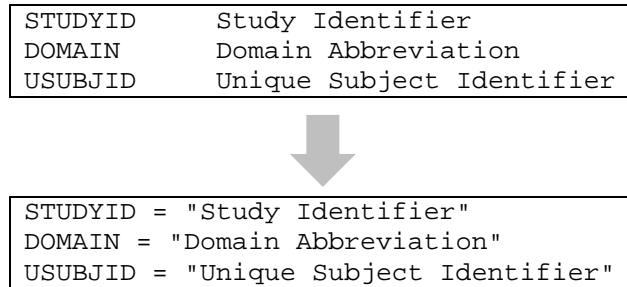 STUDYID     Study Identifier
DOMAIN      Domain Abbreviation
USUBJID     Unique Subject Identifier
STUDYID = "Study Identifier"
DOMAIN = "Domain Abbreviation"
USUBJID = "Unique Subject Identifier"